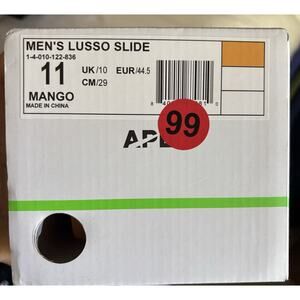 MEN'S LUSSO SLIDE
1-4-010-122-836
11 UK/10 EUR/44.5
CM/29
MANGO
MADE IN CHINA
99